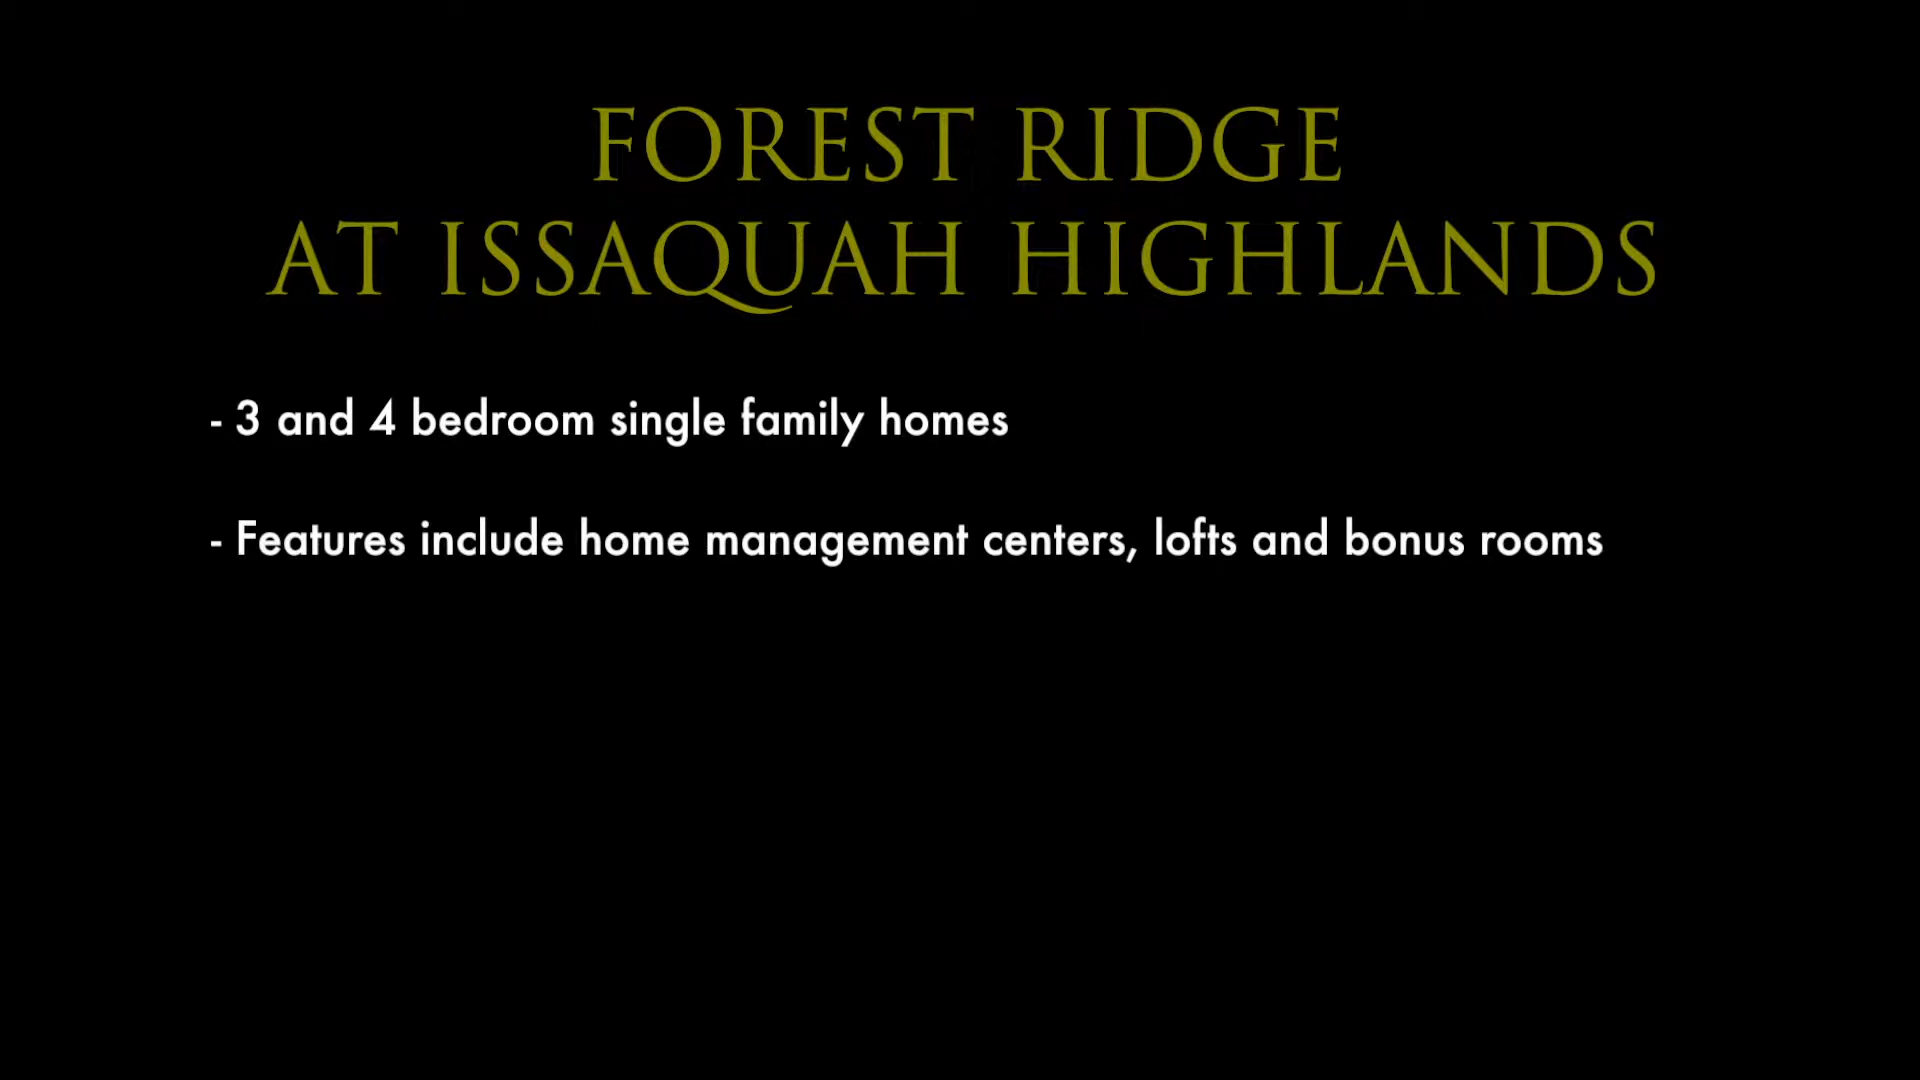 FOREST RIDGE
AT ISSAQUAH HIGHLANDS
- 3 and 4 bedroom single family homes
- Features include home management centers, lofts and bonus rooms